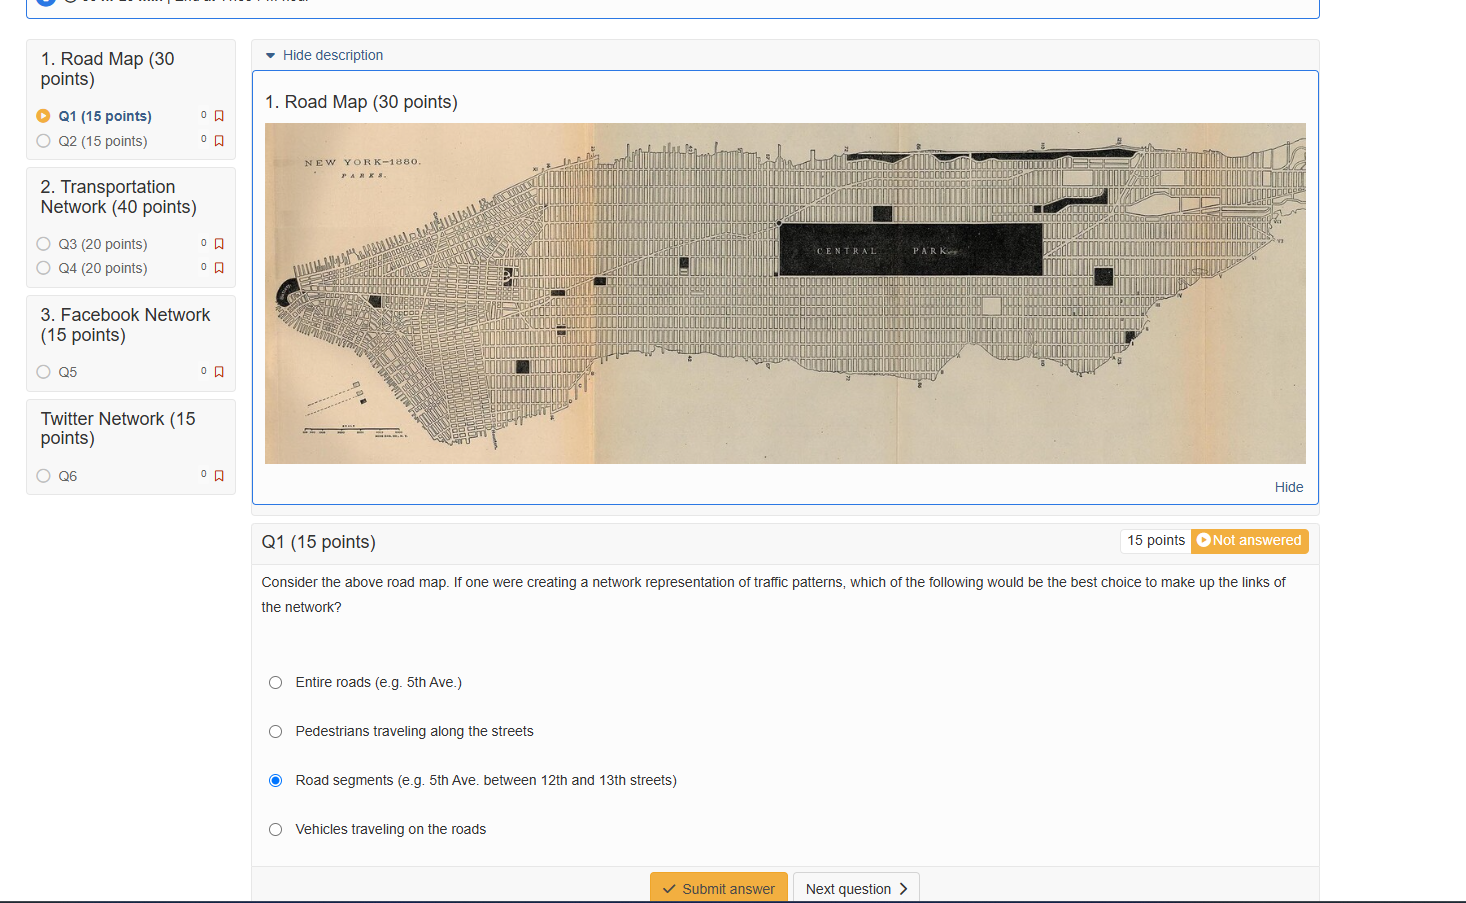 1. Road Map (30
points)
Q1 (15 points)
0
Q2 (15 points)
0
2. Transportation
Network (40 points)
Q3 (20 points)
0
Q4 (20 points)
0
3. Facebook Network
(15 points)
Q5
0
Twitter Network (15
points)
Q6
0
Hide description
1. Road Map (30 points)
NEW YORK–1880.
PARKS.
CENTRAL PARK
Hide
Q1 (15 points)
15 points
Not answered
Consider the above road map. If one were creating a network representation of traffic patterns, which of the following would be the best choice to make up the links of
the network?
Entire roads (e.g. 5th Ave.)
Pedestrians traveling along the streets
Road segments (e.g. 5th Ave. between 12th and 13th streets)
Vehicles traveling on the roads
Submit answer
Next question